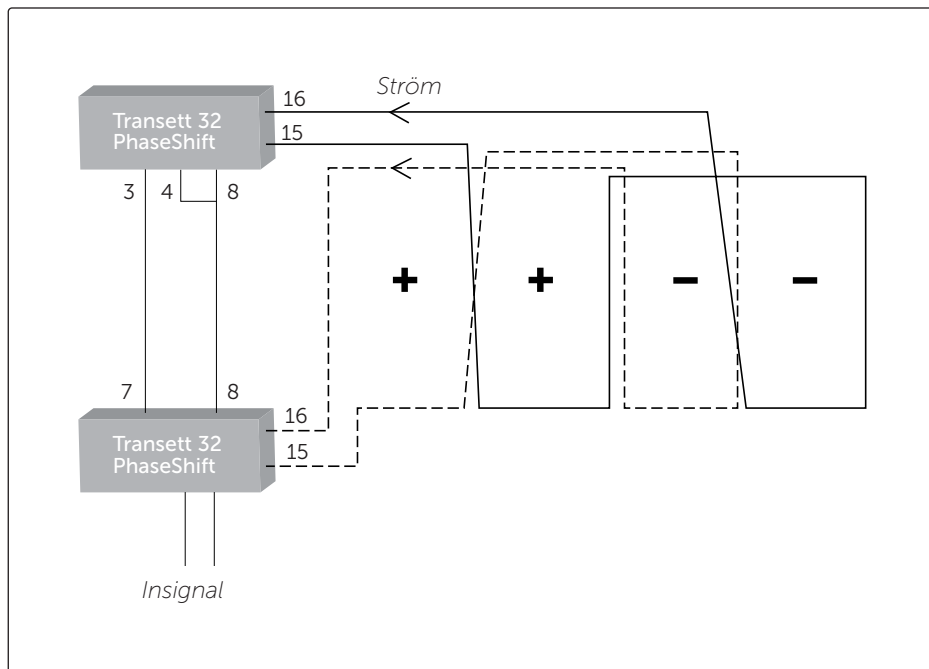 Ström
16
Transett 32
PhaseShift
15
3 4 8
+ + − −
7 8
16
Transett 32
PhaseShift
15
Insignal